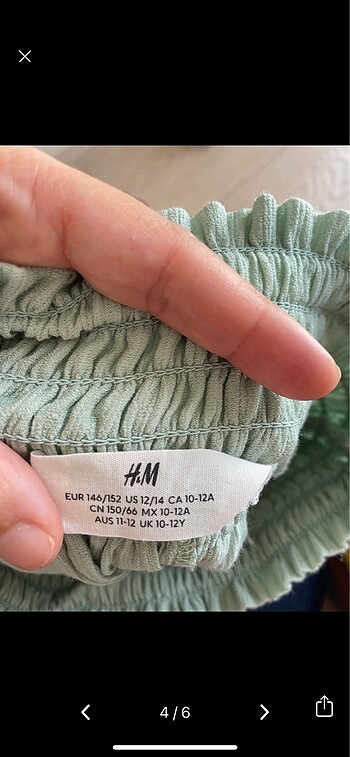 H&M
EUR 146/152 US 12/14 CA 10-12A
CN 150/66 MX 10-12A
AUS 11-12 UK 10-12Y
4/6